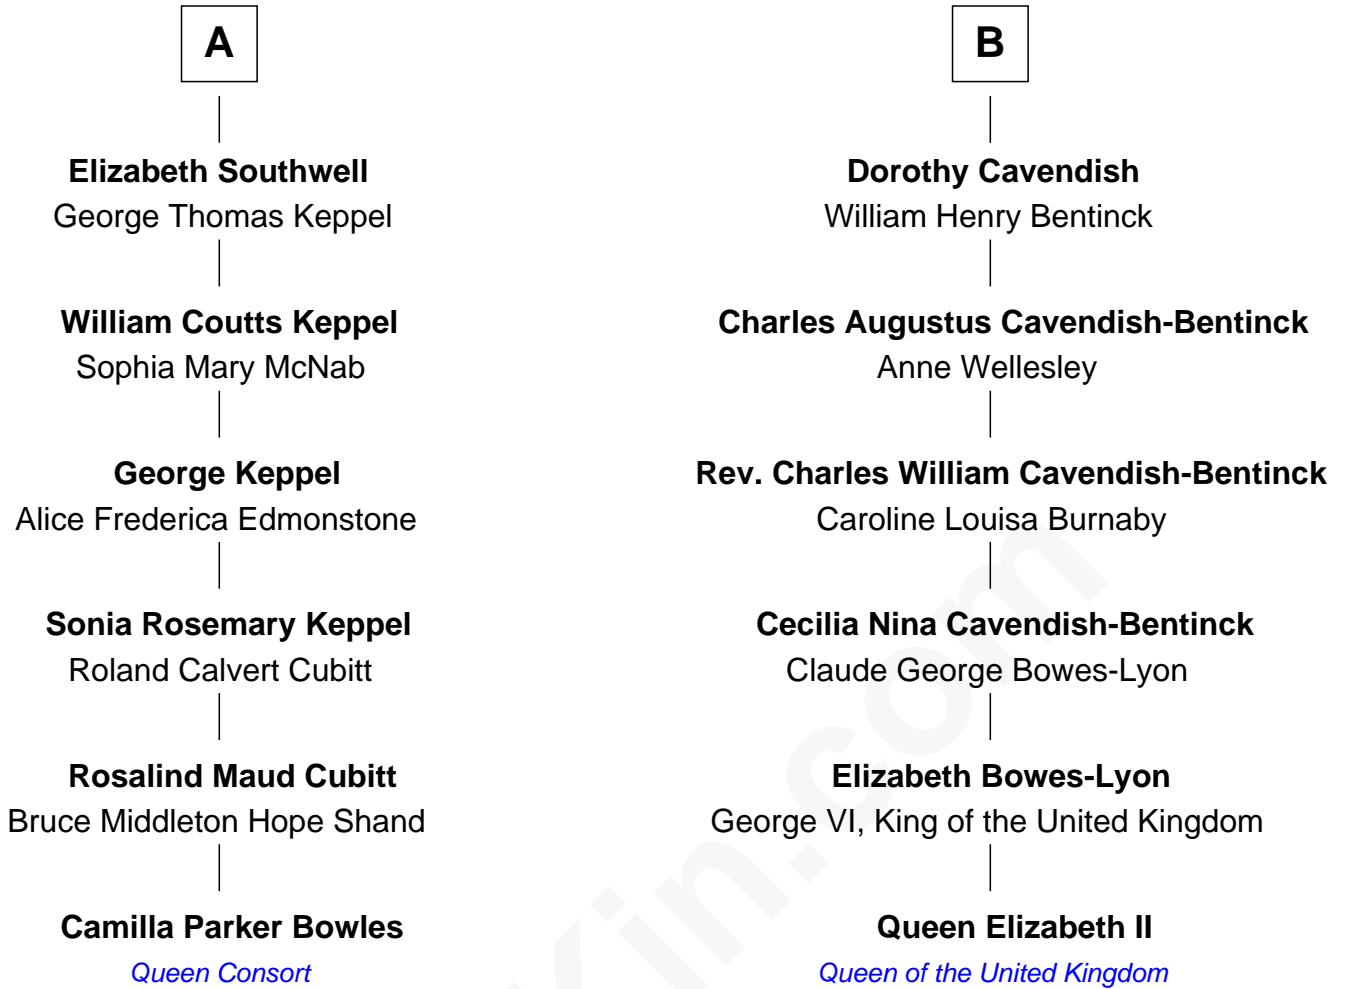 A
B
Elizabeth Southwell
George Thomas Keppel
Dorothy Cavendish
William Henry Bentinck
William Coutts Keppel
Sophia Mary McNab
Charles Augustus Cavendish-Bentinck
Anne Wellesley
George Keppel
Alice Frederica Edmonstone
Rev. Charles William Cavendish-Bentinck
Caroline Louisa Burnaby
Sonia Rosemary Keppel
Roland Calvert Cubitt
Cecilia Nina Cavendish-Bentinck
Claude George Bowes-Lyon
Rosalind Maud Cubitt
Bruce Middleton Hope Shand
Elizabeth Bowes-Lyon
George VI, King of the United Kingdom
Camilla Parker Bowles
Queen Consort
Queen Elizabeth II
Queen of the United Kingdom
Kin.com